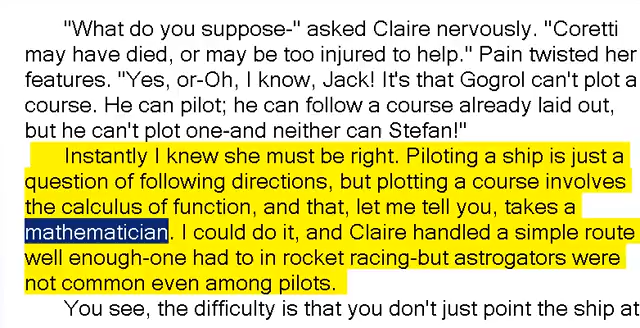 "What do you suppose-" asked Claire nervously. "Coretti
may have died, or may be too injured to help." Pain twisted her
features. "Yes, or-Oh, I know, Jack! It's that Gogrol can't plot a
course. He can pilot; he can follow a course already laid out,
but he can't plot one-and neither can Stefan!"
Instantly I knew she must be right. Piloting a ship is just a
question of following directions, but plotting a course involves
the calculus of function, and that, let me tell you, takes a
mathematician. I could do it, and Claire handled a simple route
well enough-one had to in rocket racing-but astrogators were
not common even among pilots.
You see, the difficulty is that you don't just point the ship at